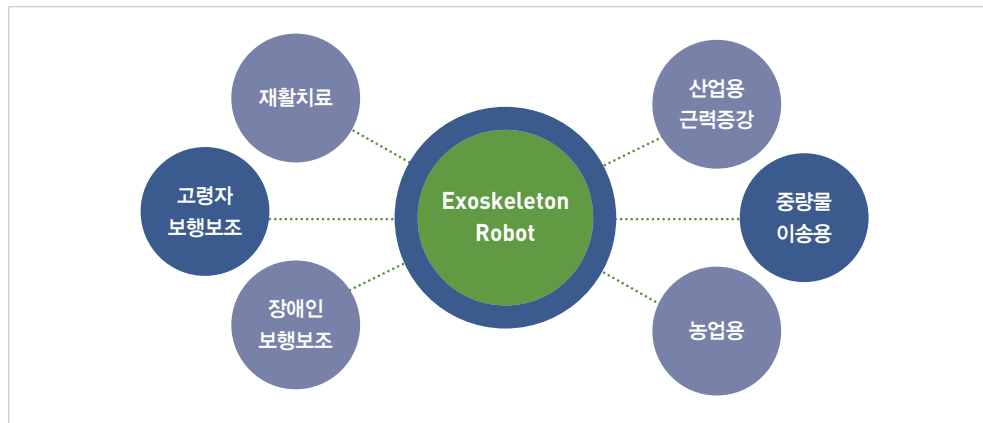 재활치료
고령자
보행보조
장애인
보행보조
Exoskeleton
Robot
산업용
근력증강
중량물
이송용
농업용